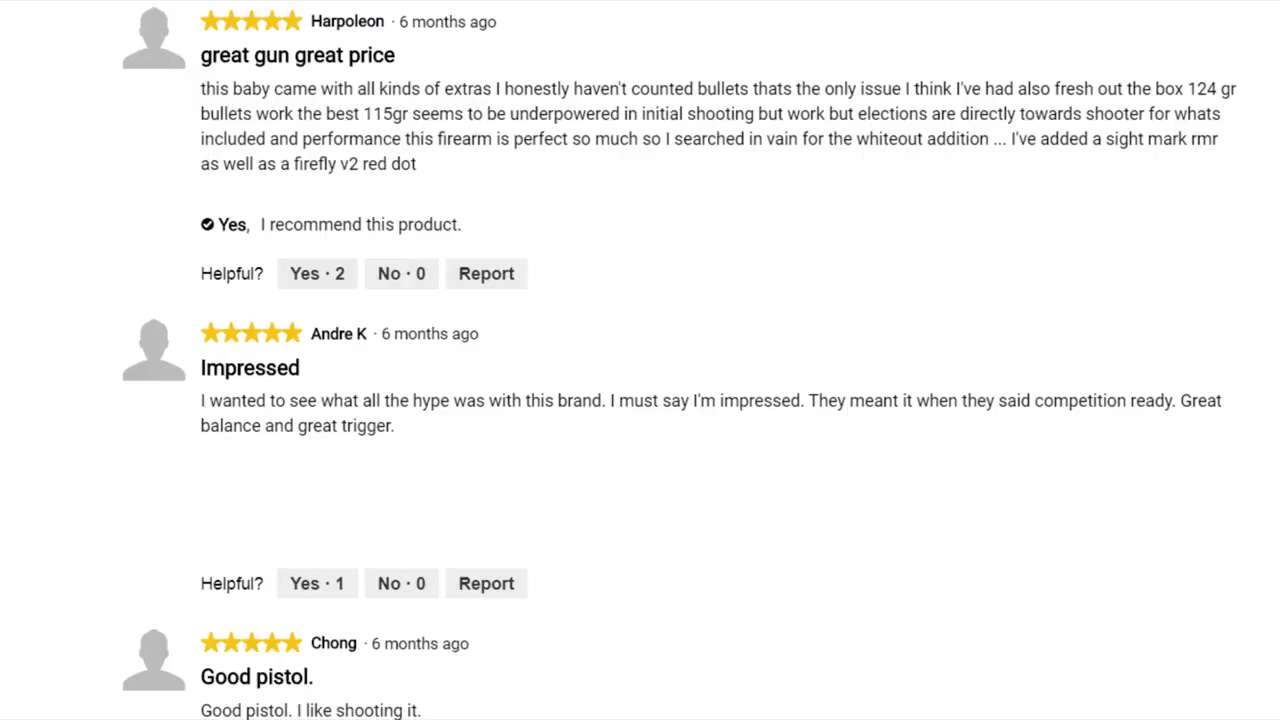 Harpoleon · 6 months ago
great gun great price
this baby came with all kinds of extras I honestly haven't counted bullets thats the only issue I think I've had also fresh out the box 124 gr
bullets work the best 115gr seems to be underpowered in initial shooting but work but elections are directly towards shooter for whats
included and performance this firearm is perfect so much so I searched in vain for the whiteout addition ... I've added a sight mark rmr
as well as a firefly v2 red dot
Yes, I recommend this product.
Helpful? Yes · 2 No · 0 Report
Andre K · 6 months ago
Impressed
I wanted to see what all the hype was with this brand. I must say I'm impressed. They meant it when they said competition ready. Great
balance and great trigger.
Helpful? Yes · 1 No · 0 Report
Chong · 6 months ago
Good pistol.
Good pistol. I like shooting it.